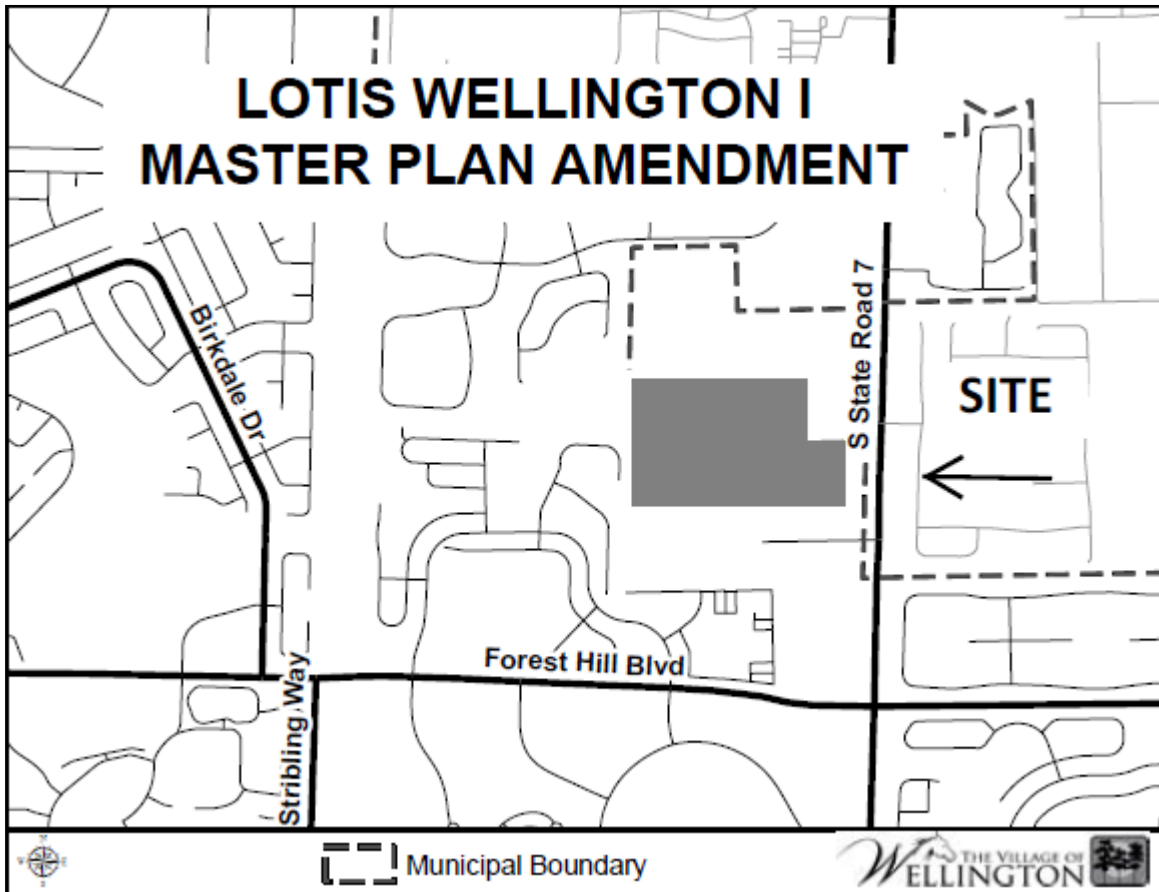 LOTIS WELLINGTON I
MASTER PLAN AMENDMENT
Birkdale Dr
S State Road 7
SITE
Forest Hill Blvd
Stribling Way
Municipal Boundary
THE VILLAGE OF
WELLINGTON